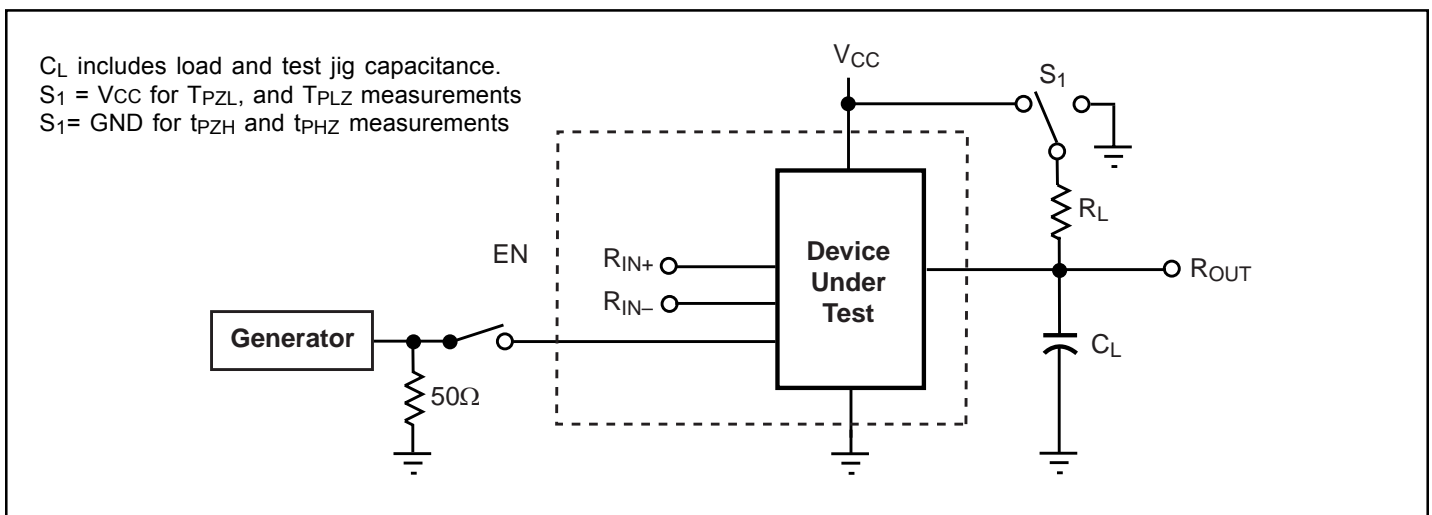 CL includes load and test jig capacitance.
S1 = VCC for TPZL, and TPLZ measurements
S1= GND for tPZH and tPHZ measurements
VCC
S1
RL
EN
RIN+
RIN–
Device
Under
Test
ROUT
Generator
50Ω
CL